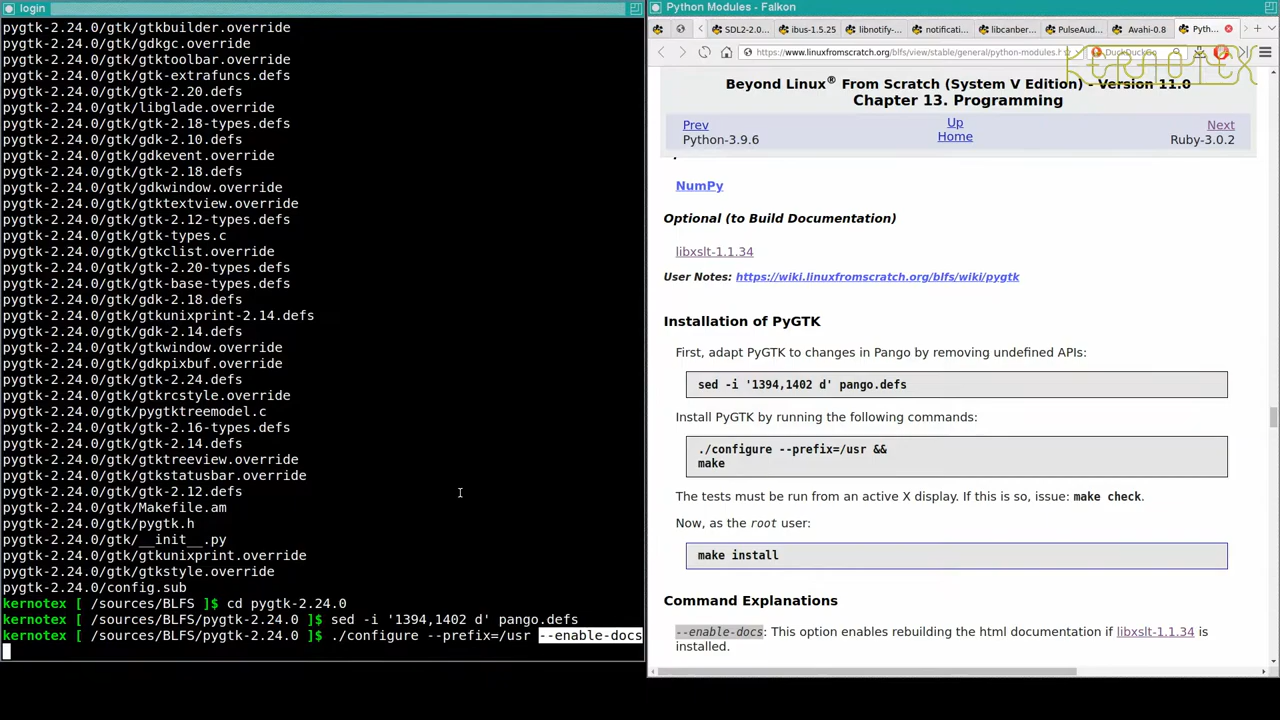 login
pygtk-2.24.0/gtk/gtkbuilder.override
pygtk-2.24.0/gtk/gdkgc.override
pygtk-2.24.0/gtk/gtktoolbar.override
pygtk-2.24.0/gtk/gtk-extrafuncs.defs
pygtk-2.24.0/gtk/gtk-2.20.defs
pygtk-2.24.0/gtk/libglade.override
pygtk-2.24.0/gtk/gtk-2.18-types.defs
pygtk-2.24.0/gtk/gdk-2.10.defs
pygtk-2.24.0/gtk/gdkevent.override
pygtk-2.24.0/gtk/gtk-2.18.defs
pygtk-2.24.0/gtk/gdkwindow.override
pygtk-2.24.0/gtk/gtktextview.override
pygtk-2.24.0/gtk/gtk-2.12-types.defs
pygtk-2.24.0/gtk/gtk-types.c
pygtk-2.24.0/gtk/gtkclist.override
pygtk-2.24.0/gtk/gtk-2.20-types.defs
pygtk-2.24.0/gtk/gtk-base-types.defs
pygtk-2.24.0/gtk/gdk-2.18.defs
pygtk-2.24.0/gtk/gtkunixprint-2.14.defs
pygtk-2.24.0/gtk/gdk-2.14.defs
pygtk-2.24.0/gtk/gtkwindow.override
pygtk-2.24.0/gtk/gdkpixbuf.override
pygtk-2.24.0/gtk/gtk-2.24.defs
pygtk-2.24.0/gtk/gtkrcstyle.override
pygtk-2.24.0/gtk/pygtktreemodel.c
pygtk-2.24.0/gtk/gtk-2.16-types.defs
pygtk-2.24.0/gtk/gtk-2.14.defs
pygtk-2.24.0/gtk/gtktreeview.override
pygtk-2.24.0/gtk/gtkstatusbar.override
pygtk-2.24.0/gtk/gtk-2.12.defs
pygtk-2.24.0/gtk/Makefile.am
pygtk-2.24.0/gtk/pygtk.h
pygtk-2.24.0/gtk/__init__.py
pygtk-2.24.0/gtk/gtkunixprint.override
pygtk-2.24.0/gtk/gtkstyle.override
pygtk-2.24.0/config.sub
kernotex [ /sources/BLFS ]$ cd pygtk-2.24.0
kernotex [ /sources/BLFS/pygtk-2.24.0 ]$ sed -i '1394,1402 d' pango.defs
kernotex [ /sources/BLFS/pygtk-2.24.0 ]$ ./configure --prefix=/usr --enable-docs
Python Modules - Falkon
SDL2-2.0... ibus-1.5.25 libnotify-... notificati... libcanber... PulseAud... Avahi-0.8 Pyth...
https://www.linuxfromscratch.org/blfs/view/stable/general/python-modules.h DuckDuckGo
KERNOTEX
Beyond Linux® From Scratch (System V Edition) - Version 11.0
Chapter 13. Programming
Prev Up Next
Python-3.9.6 Home Ruby-3.0.2
NumPy
Optional (to Build Documentation)
libxslt-1.1.34
User Notes: https://wiki.linuxfromscratch.org/blfs/wiki/pygtk
Installation of PyGTK
First, adapt PyGTK to changes in Pango by removing undefined APIs:
sed -i '1394,1402 d' pango.defs
Install PyGTK by running the following commands:
./configure --prefix=/usr &&
make
The tests must be run from an active X display. If this is so, issue: make check.
Now, as the root user:
make install
Command Explanations
--enable-docs: This option enables rebuilding the html documentation if libxslt-1.1.34 is
installed.